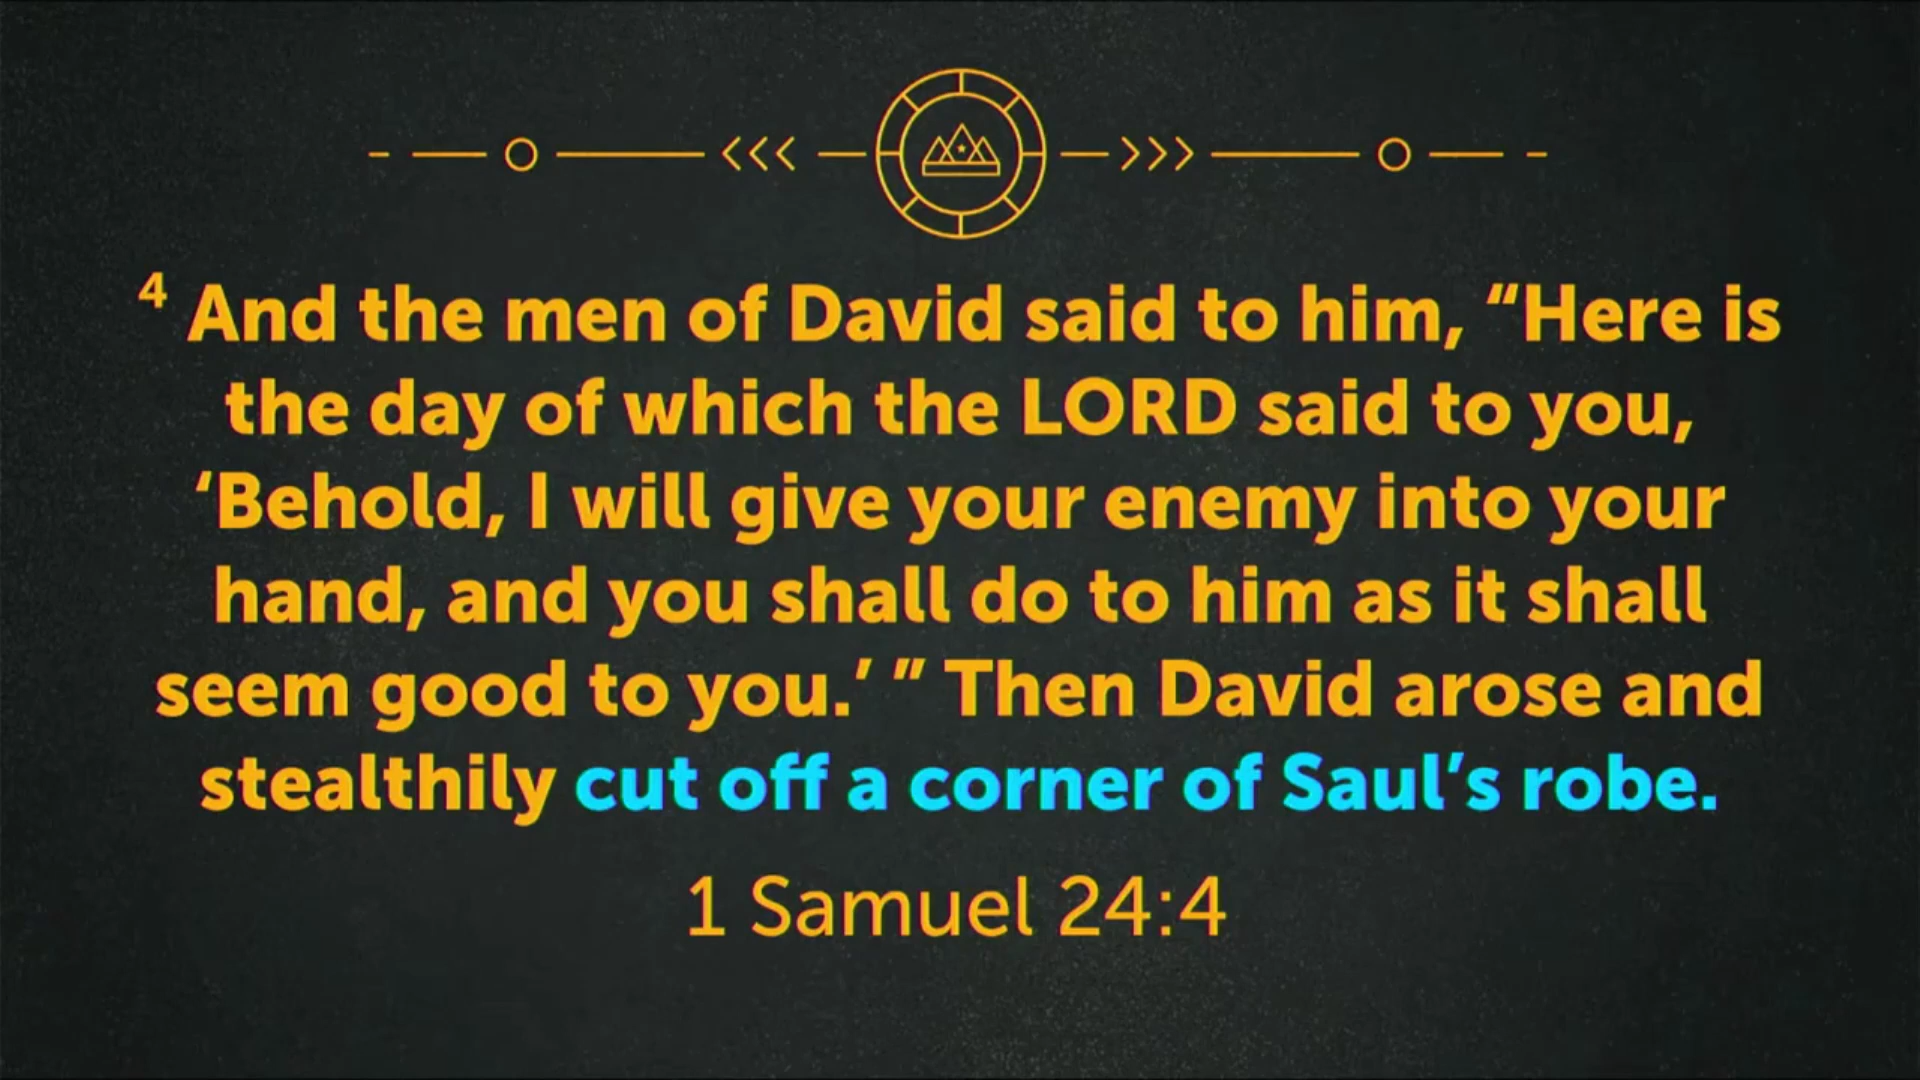 4 And the men of David said to him, “Here is
the day of which the LORD said to you,
‘Behold, I will give your enemy into your
hand, and you shall do to him as it shall
seem good to you.’ ” Then David arose and
stealthily cut off a corner of Saul’s robe.
1 Samuel 24:4